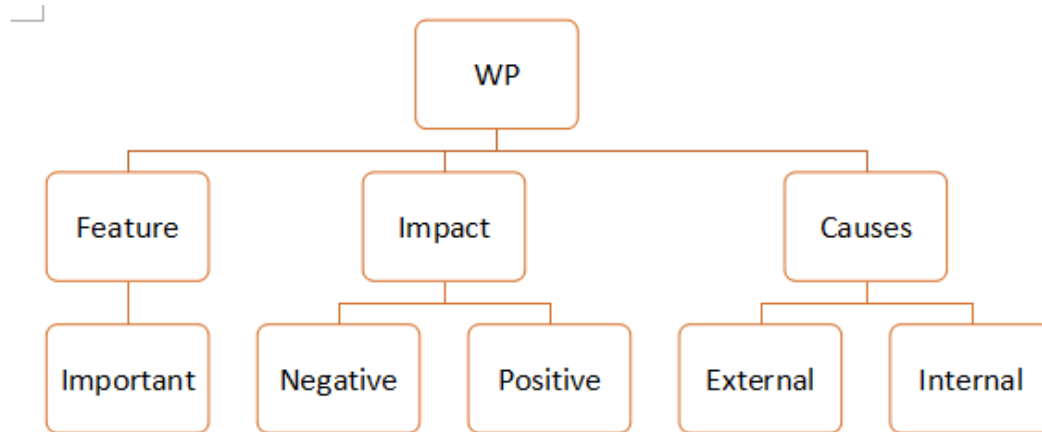 WP
Feature
Impact
Causes
Important
Negative
Positive
External
Internal